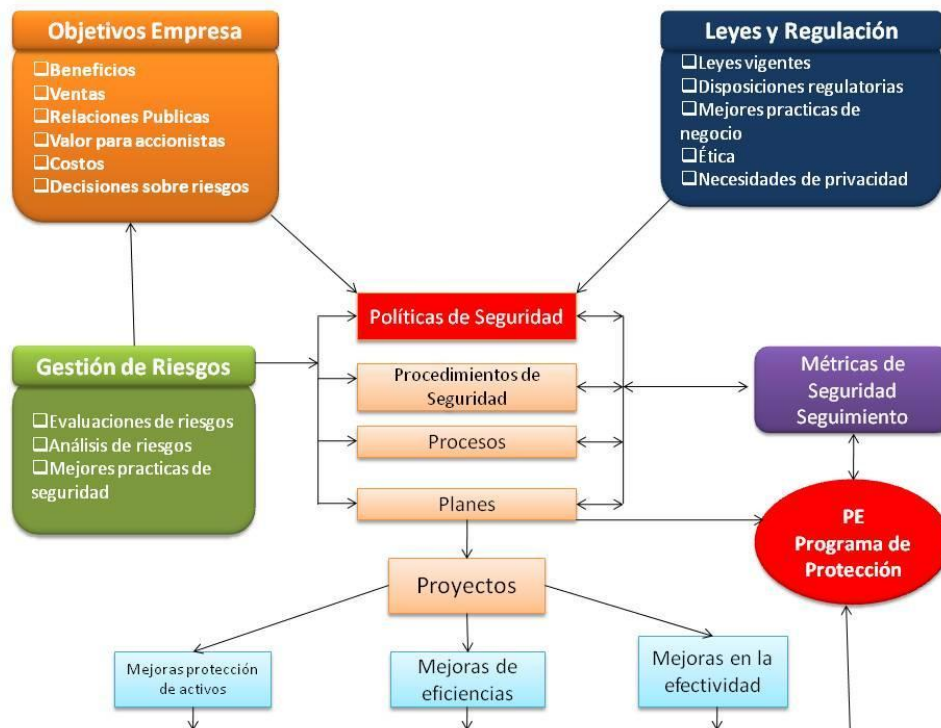 Objetivos Empresa
❑Beneficios
❑Ventas
❑Relaciones Publicas
❑Valor para accionistas
❑Costos
❑Decisiones sobre riesgos
Leyes y Regulación
❑Leyes vigentes
❑Disposiciones regulatorias
❑Mejores practicas de
negocio
❑Ética
❑Necesidades de privacidad
Políticas de Seguridad
Gestión de Riesgos
❑Evaluaciones de riesgos
❑Análisis de riesgos
❑Mejores practicas de
seguridad
Procedimientos de
Seguridad
Procesos
Planes
Métricas de
Seguridad
Seguimiento
PE
Programa de
Protección
Proyectos
Mejoras protección
de activos
Mejoras de
eficiencias
Mejoras en la
efectividad